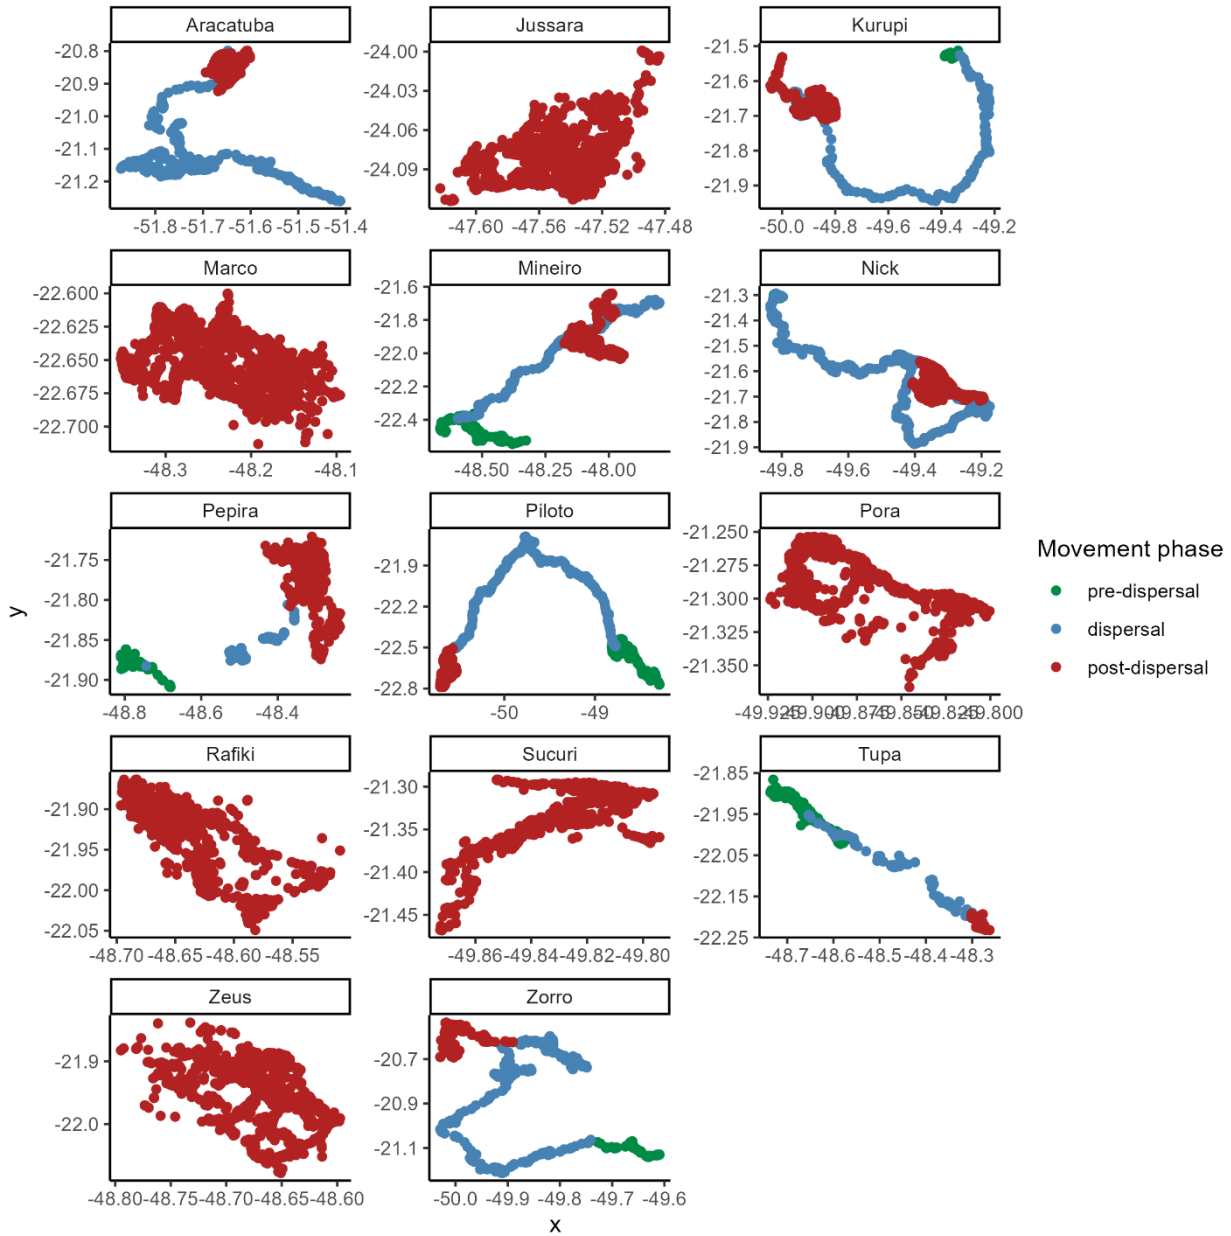 Aracatuba
Jussara
Kurupi
-20.8
-20.9
-21.0
-21.1
-21.2
-51.8 -51.7 -51.6 -51.5 -51.4
-24.00
-24.03
-24.06
-24.09
-47.60 -47.56 -47.52 -47.48
-21.5
-21.6
-21.7
-21.8
-21.9
-50.0 -49.8 -49.6 -49.4 -49.2
Marco
Mineiro
Nick
-22.600
-22.625
-22.650
-22.675
-22.700
-48.3 -48.2 -48.1
-21.6
-21.8
-22.0
-22.2
-22.4
-48.50 -48.25 -48.00
-21.3
-21.4
-21.5
-21.6
-21.7
-21.8
-21.9
-49.8 -49.6 -49.4 -49.2
Pepira
Piloto
Pora
-21.75
-21.80
-21.85
-21.90
-48.8 -48.6 -48.4
-21.9
-22.2
-22.5
-22.8
-50 -49
-21.250
-21.275
-21.300
-21.325
-21.350
-49.925 -49.900 -49.875 -49.850 -49.825 -49.800
Rafiki
Sucuri
Tupa
-21.90
-21.95
-22.00
-22.05
-48.70 -48.65 -48.60 -48.55
-21.30
-21.35
-21.40
-21.45
-49.86 -49.84 -49.82 -49.80
-21.85
-21.95
-22.05
-22.15
-22.25
-48.7 -48.6 -48.5 -48.4 -48.3
Zeus
Zorro
-21.9
-22.0
-48.80 -48.75 -48.70 -48.65 -48.60
-20.7
-20.9
-21.1
-50.0 -49.9 -49.8 -49.7 -49.6
x
y
Movement phase
pre-dispersal
dispersal
post-dispersal